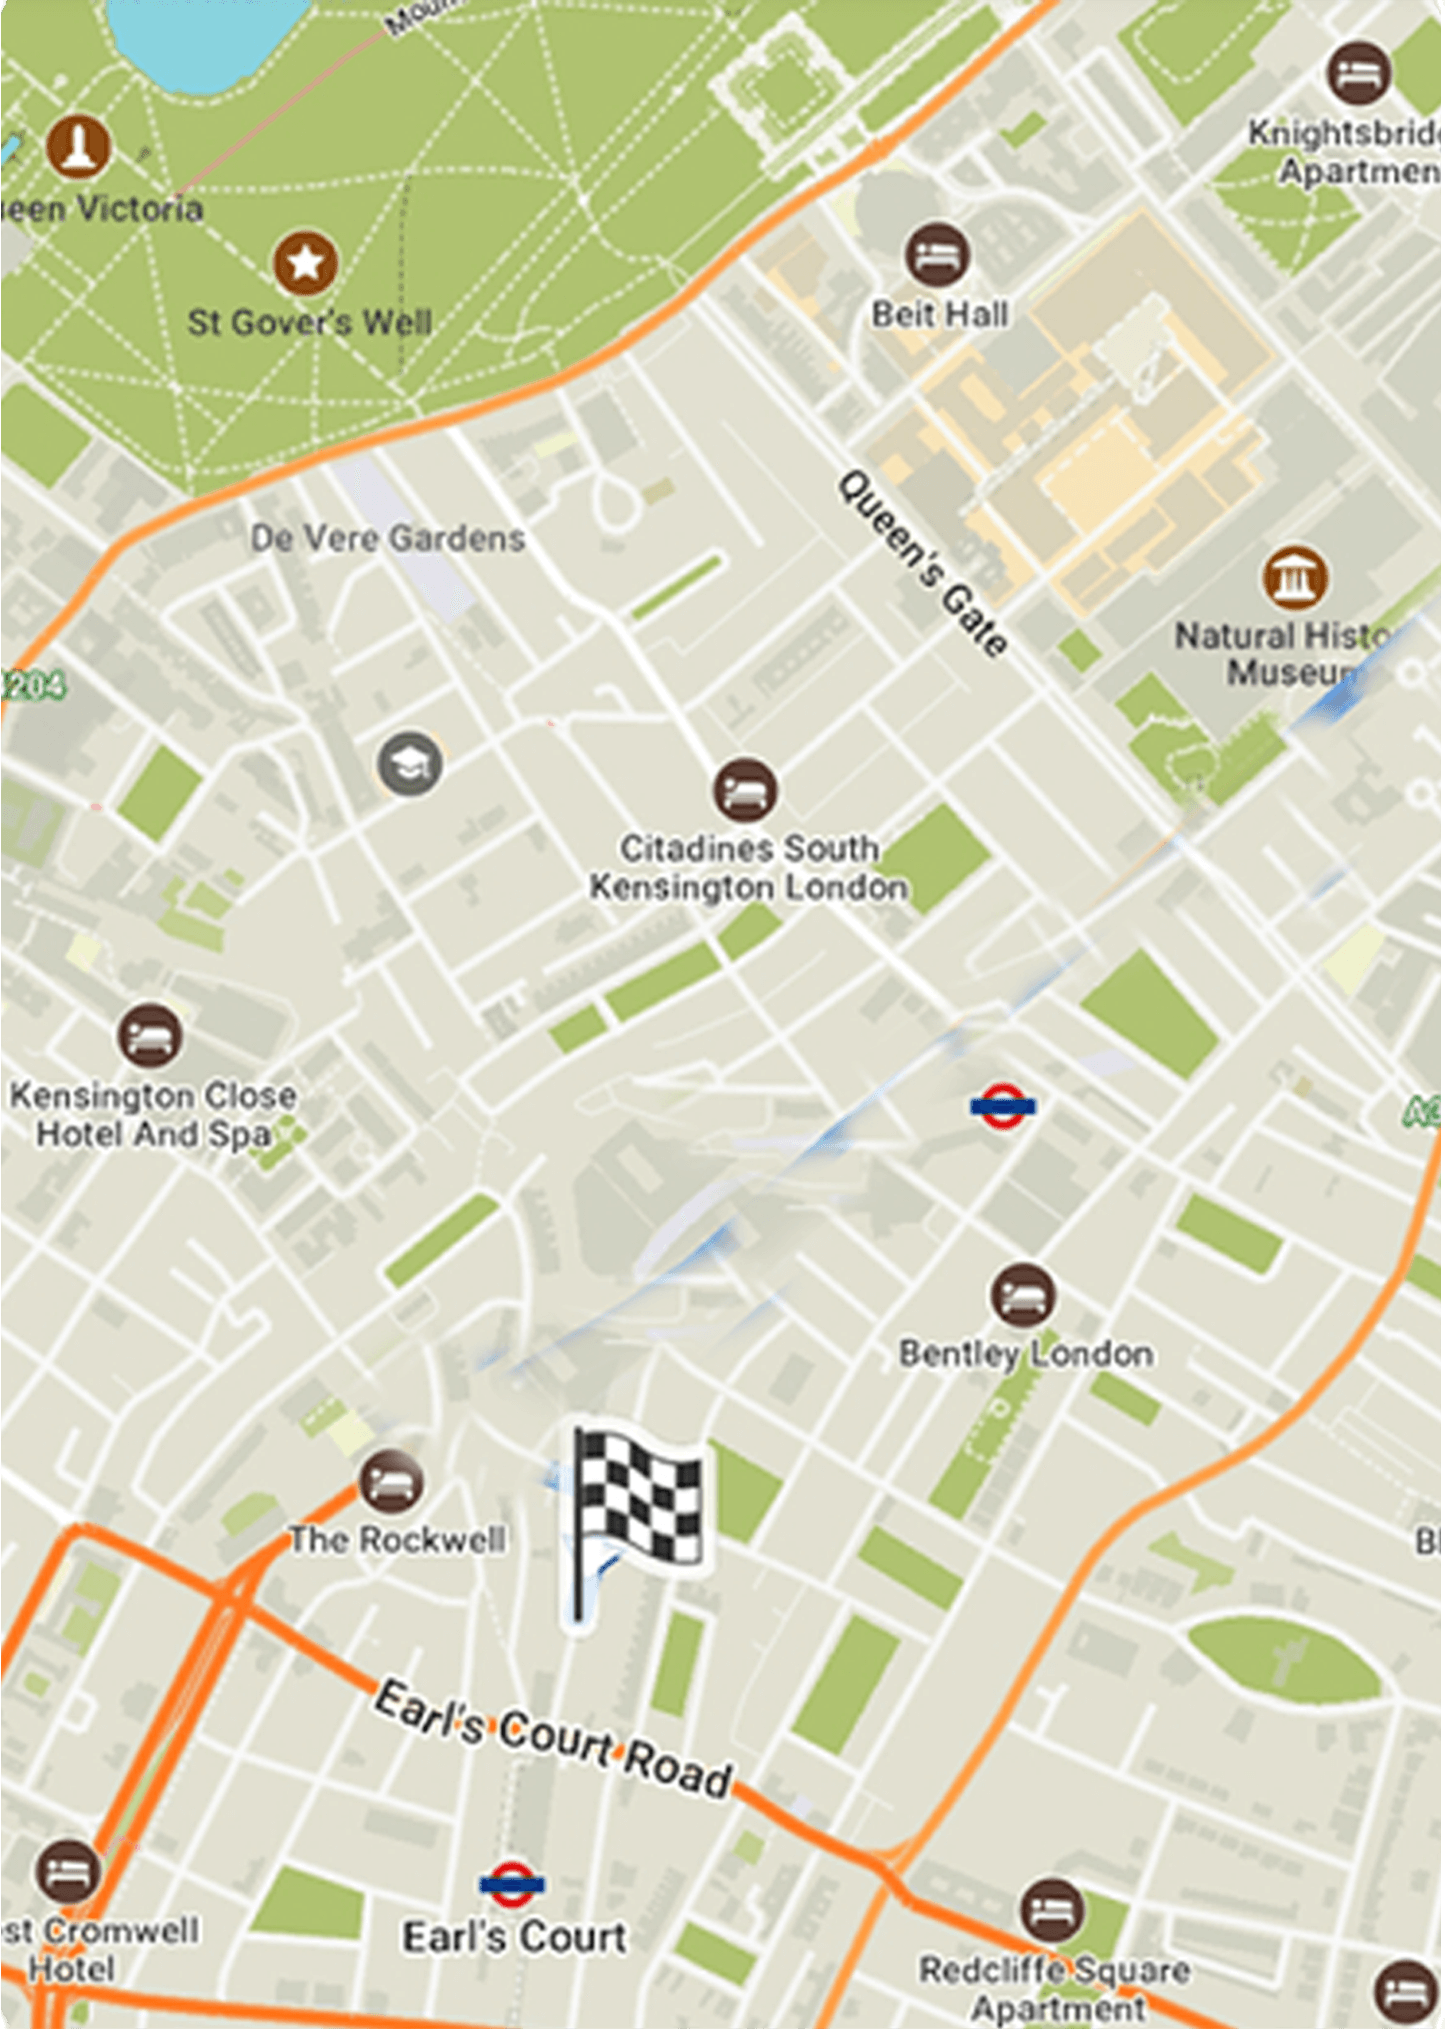 een Victoria
St Gover's Well
Knightsbrid
Apartmen
Beit Hall
Queen's Gate
De Vere Gardens
Natural Histo
Museum
204
Citadines South
Kensington London
Kensington Close
Hotel And Spa
Bentley London
The Rockwell
Earl's Court Road
Earl's Court
st Cromwell
Hotel
Redcliffe Square
Apartment